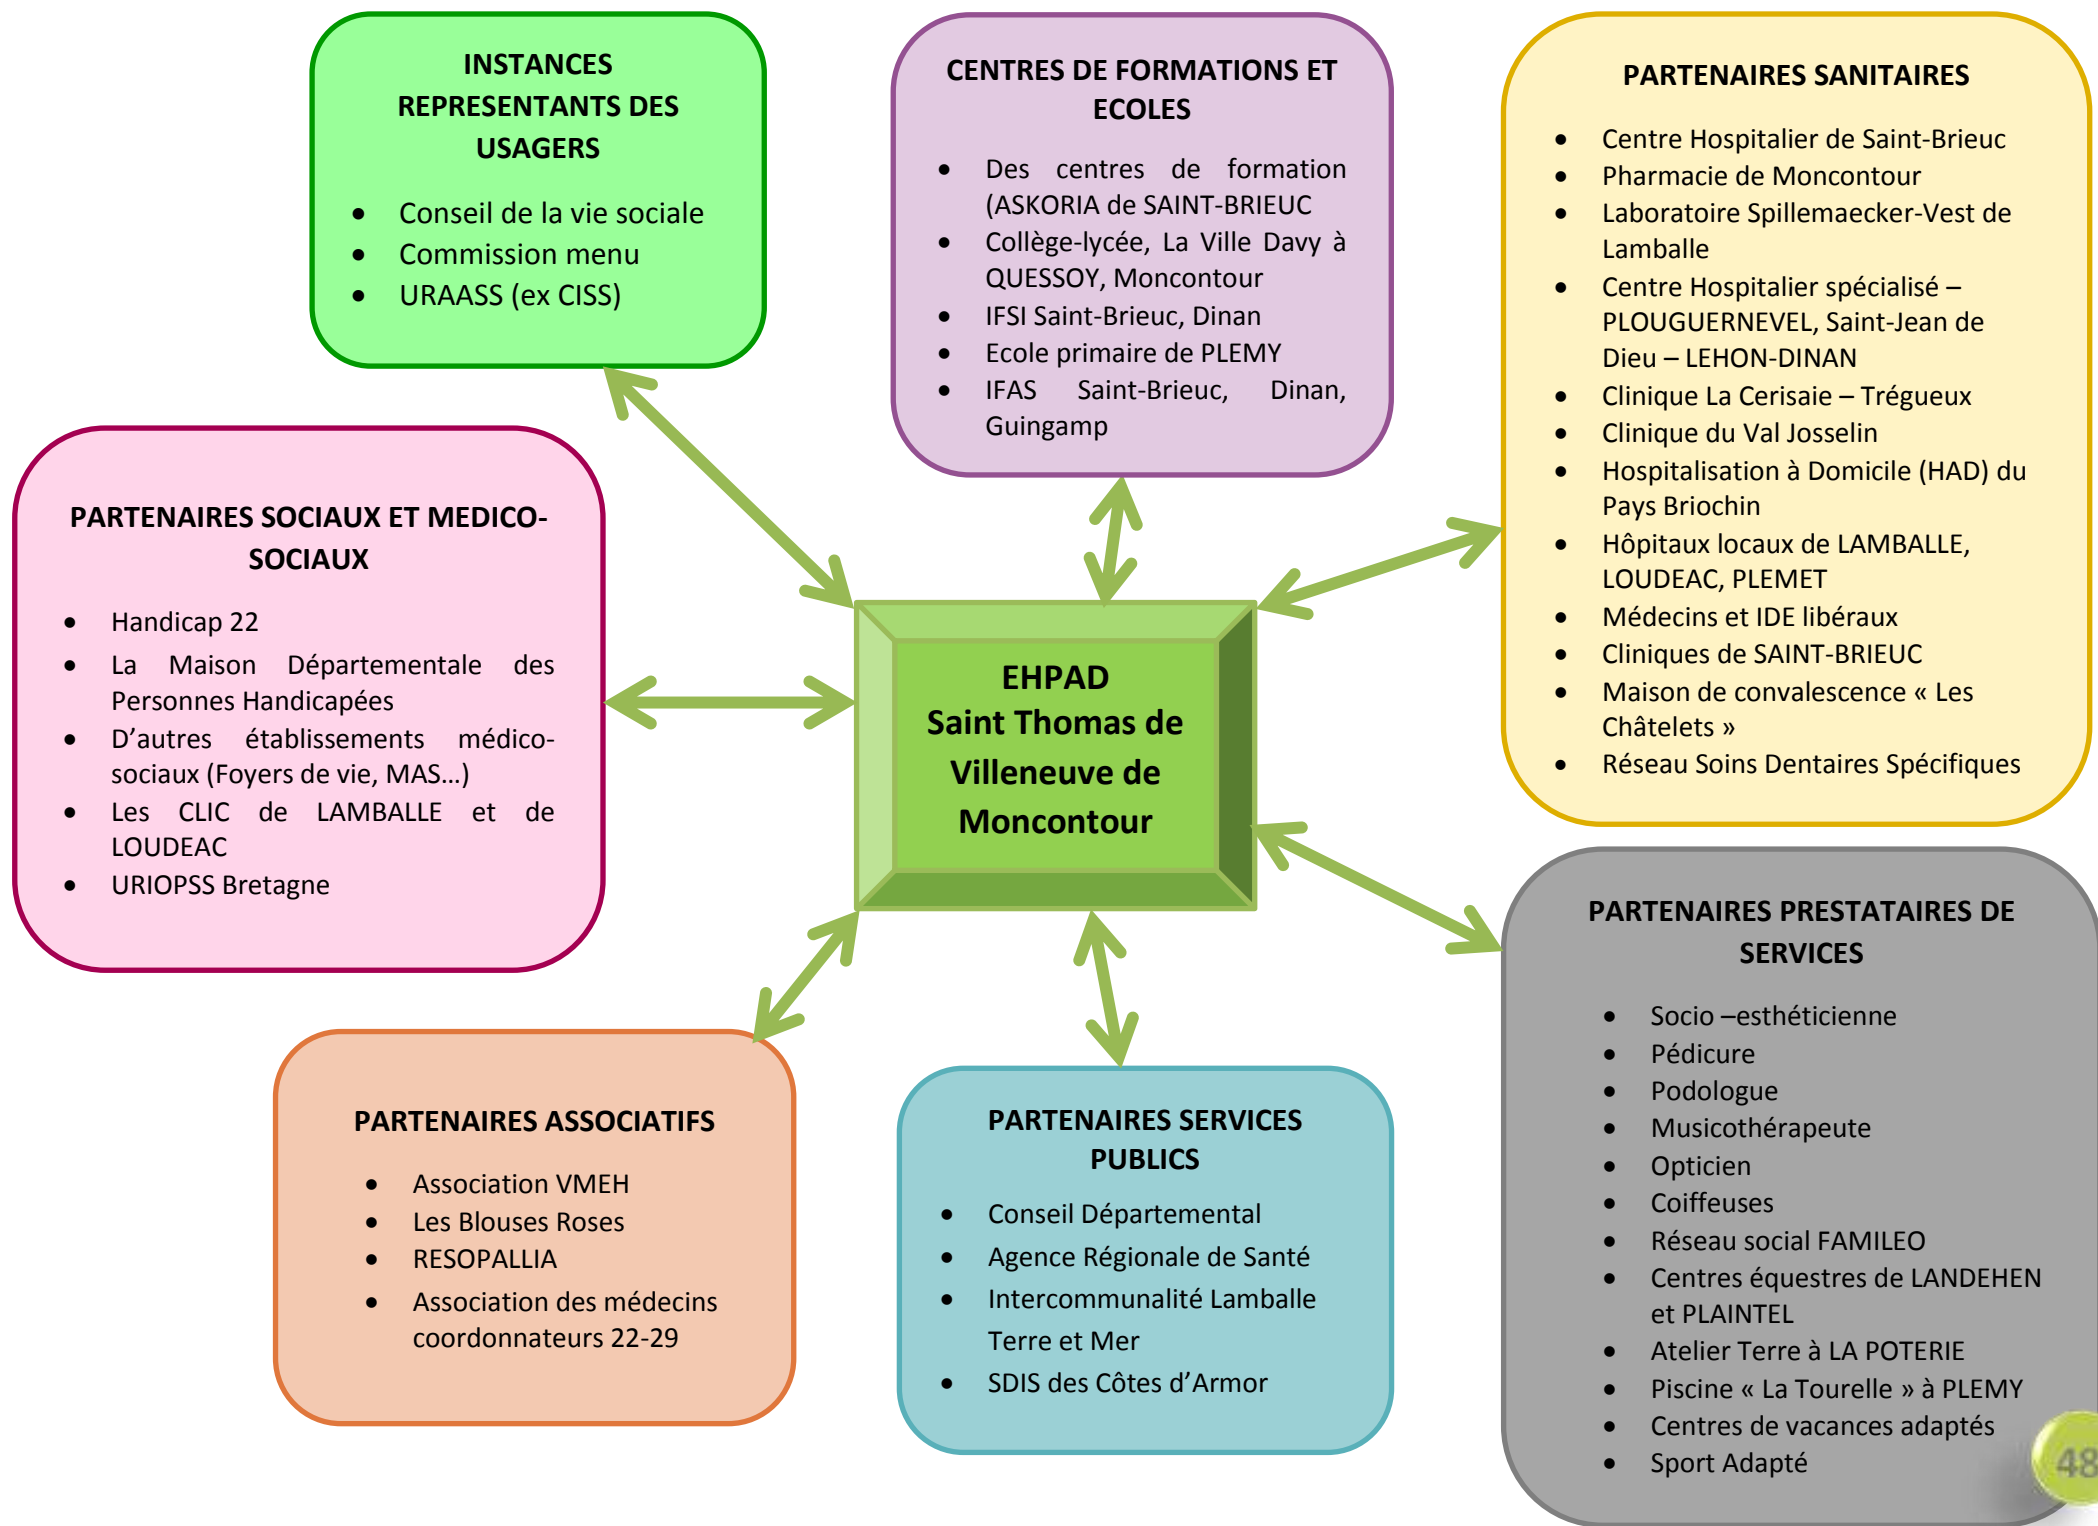 INSTANCES
REPRESENTANTS DES
USAGERS
• Conseil de la vie sociale
• Commission menu
• URAASS (ex CISS)
CENTRES DE FORMATIONS ET
ECOLES
• Des centres de formation
(ASKORIA de SAINT-BRIEUC
• Collège-lycée, La Ville Davy à
QUESSOY, Moncontour
• IFSI Saint-Brieuc, Dinan
• Ecole primaire de PLEMY
• IFAS Saint-Brieuc, Dinan,
Guingamp
PARTENAIRES SANITAIRES
• Centre Hospitalier de Saint-Brieuc
• Pharmacie de Moncontour
• Laboratoire Spillemaecker-Vest de
Lamballe
• Centre Hospitalier spécialisé –
PLOUGUERNEVEL, Saint-Jean de
Dieu – LEHON-DINAN
• Clinique La Cerisaie – Trégueux
• Clinique du Val Josselin
• Hospitalisation à Domicile (HAD) du
Pays Briochin
• Hôpitaux locaux de LAMBALLE,
LOUDEAC, PLEMET
• Médecins et IDE libéraux
• Cliniques de SAINT-BRIEUC
• Maison de convalescence « Les
Châtelets »
• Réseau Soins Dentaires Spécifiques
PARTENAIRES SOCIAUX ET MEDICO-
SOCIAUX
• Handicap 22
• La Maison Départementale des
Personnes Handicapées
• D’autres établissements médico-
sociaux (Foyers de vie, MAS…)
• Les CLIC de LAMBALLE et de
LOUDEAC
• URIOPSS Bretagne
EHPAD
Saint Thomas de
Villeneuve de
Moncontour
PARTENAIRES PRESTATAIRES DE
SERVICES
• Socio –esthéticienne
• Pédicure
• Podologue
• Musicothérapeute
• Opticien
• Coiffeuses
• Réseau social FAMILEO
• Centres équestres de LANDEHEN
et PLAINTEL
• Atelier Terre à LA POTERIE
• Piscine « La Tourelle » à PLEMY
• Centres de vacances adaptés
• Sport Adapté
PARTENAIRES ASSOCIATIFS
• Association VMEH
• Les Blouses Roses
• RESOPALLIA
• Association des médecins
coordonnateurs 22-29
PARTENAIRES SERVICES
PUBLICS
• Conseil Départemental
• Agence Régionale de Santé
• Intercommunalité Lamballe
Terre et Mer
• SDIS des Côtes d’Armor
48